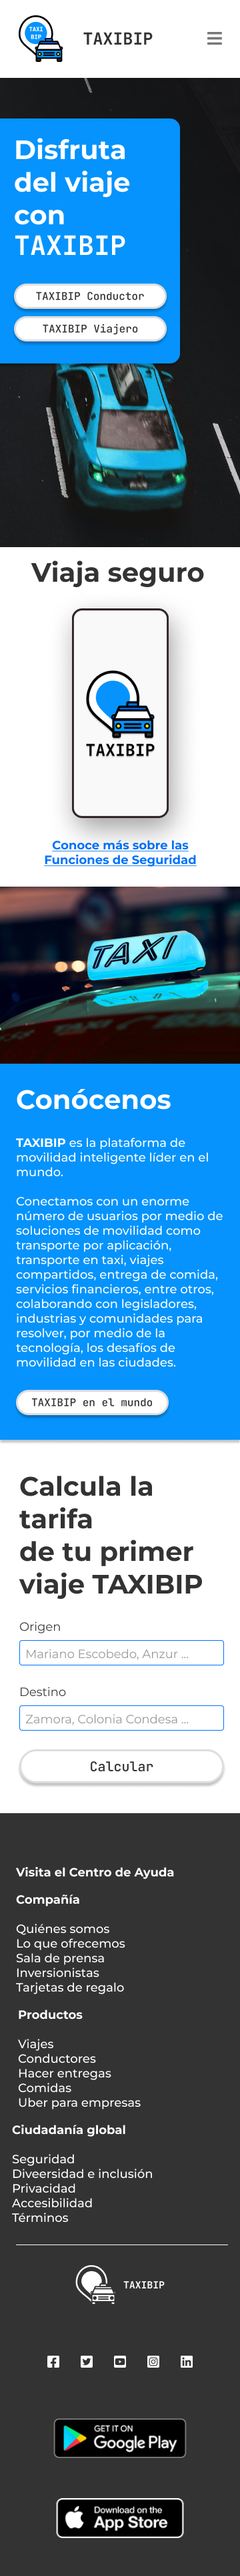 TAXI
BIP
TAXIBIP
Disfruta
del viaje
con
TAXIBIP
TAXIBIP Conductor
TAXIBIP Viajero
Viaja seguro
TAXIBIP
Conoce más sobre las
Funciones de Seguridad
TAXI
Conócenos
TAXIBIP es la plataforma de
movilidad inteligente líder en el
mundo.
Conectamos con un enorme
número de usuarios por medio de
soluciones de movilidad como
transporte por aplicación,
transporte en taxi, viajes
compartidos, entrega de comida,
servicios financieros, entre otros,
colaborando con legisladores,
industrias y comunidades para
resolver, por medio de la
tecnología, los desafíos de
movilidad en las ciudades.
TAXIBIP en el mundo
Calcula la
tarifa
de tu primer
viaje TAXIBIP
Origen
Mariano Escobedo, Anzur ...
Destino
Zamora, Colonia Condesa ...
Calcular
Visita el Centro de Ayuda
Compañía
Quiénes somos
Lo que ofrecemos
Sala de prensa
Inversionistas
Tarjetas de regalo
Productos
Viajes
Conductores
Hacer entregas
Comidas
Uber para empresas
Ciudadanía global
Seguridad
Diveersidad e inclusión
Privacidad
Accesibilidad
Términos
TAXIBIP
GET IT ON
Google Play
Download on the
App Store